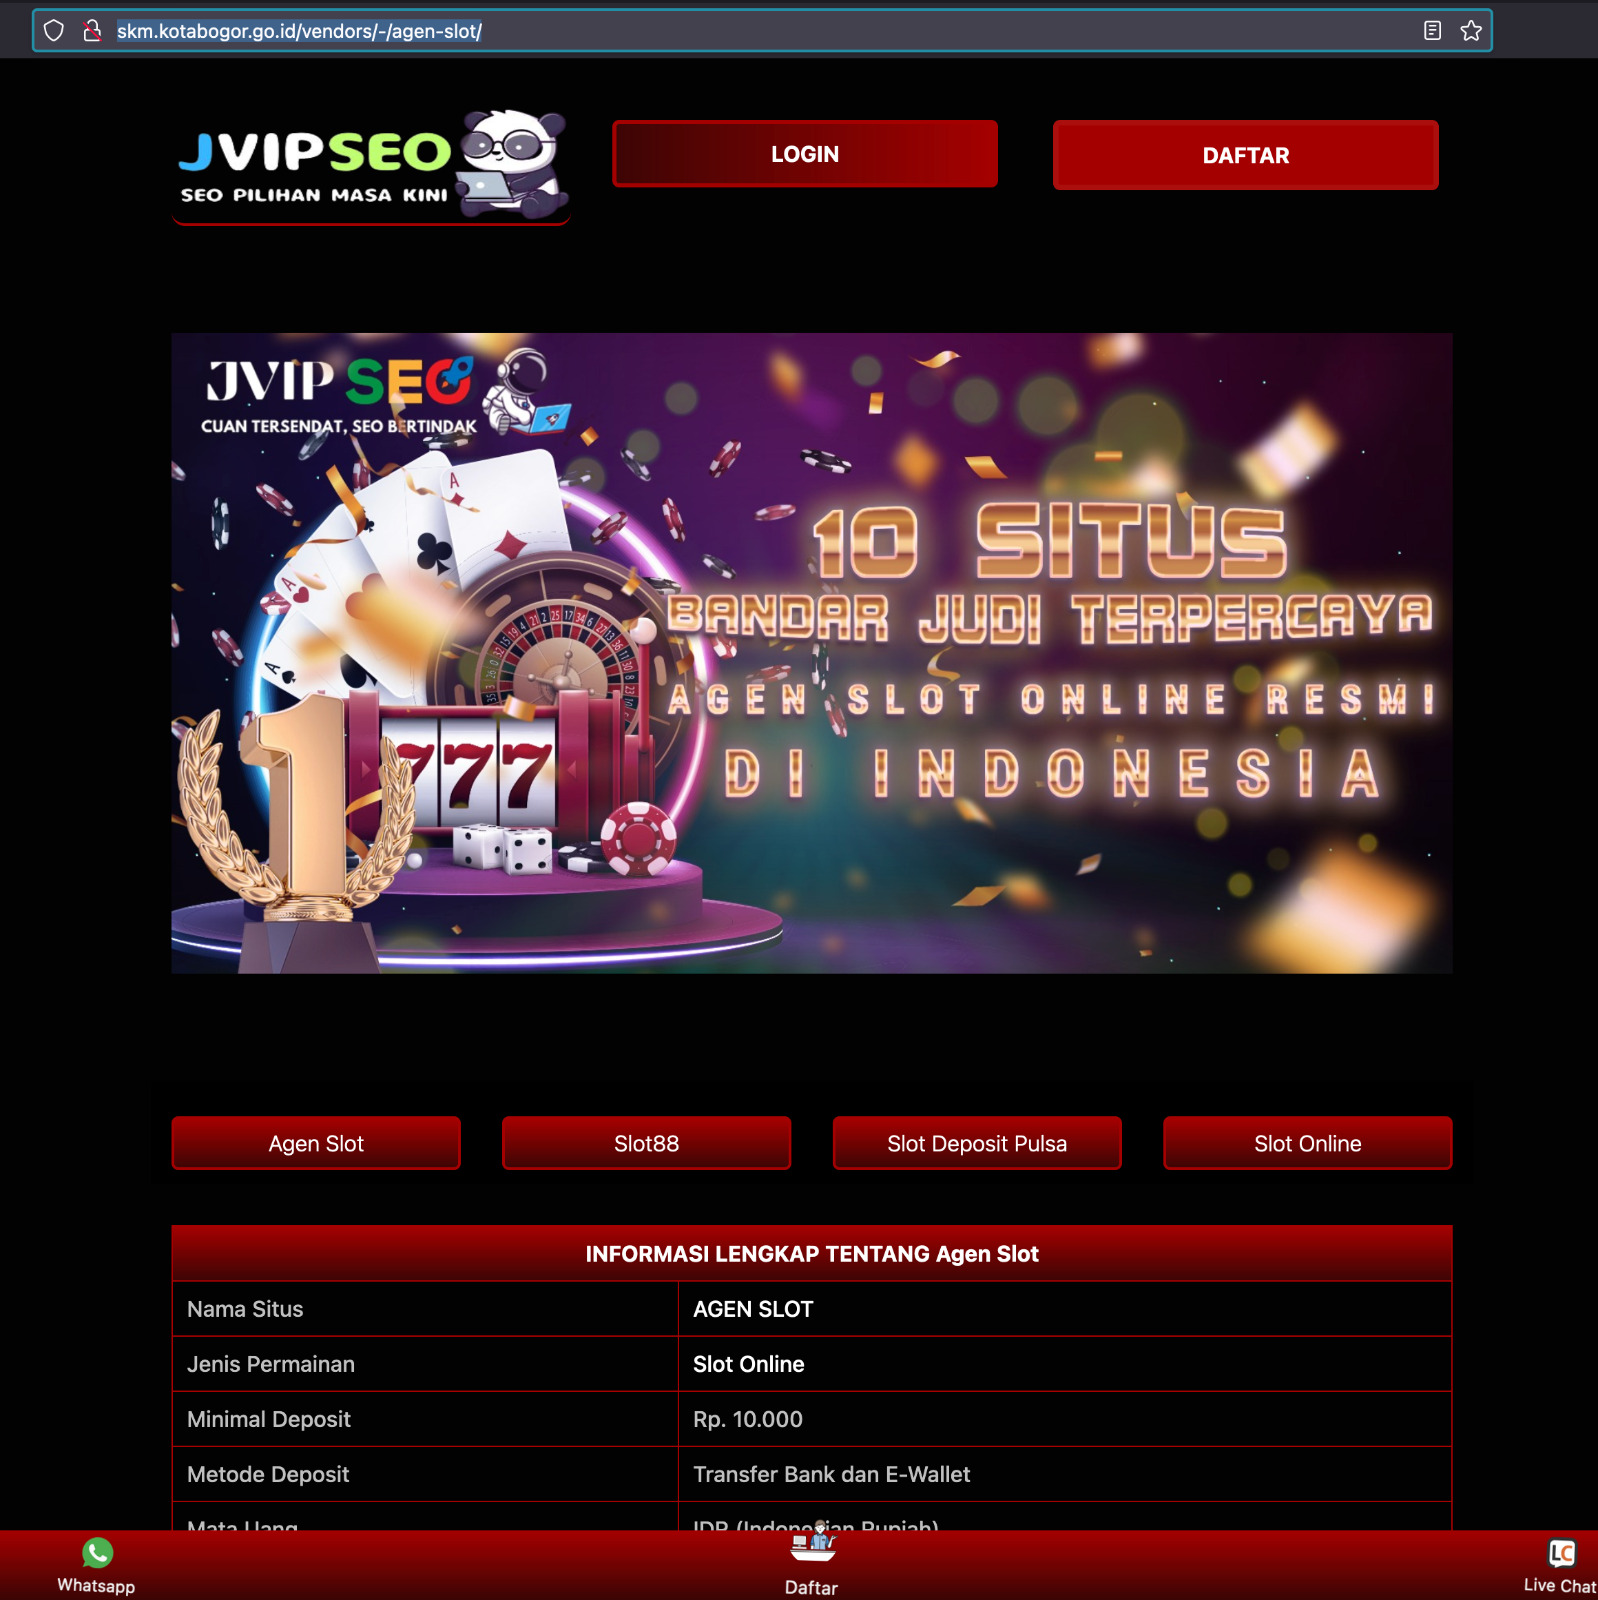 skm.kotabogor.go.id/vendors/-/agen-slot/
JVIPSEO
SEO PILIHAN MASA KINI
LOGIN
DAFTAR
JVIP SEO
CUAN TERSENDAT, SEO BERTINDAK
10 SITUS
BANDAR JUDI TERPERCAYA
AGEN SLOT ONLINE RESMI
DI INDONESIA
A
A
A
1
777
Agen Slot
Slot88
Slot Deposit Pulsa
Slot Online
INFORMASI LENGKAP TENTANG Agen Slot
Nama Situs AGEN SLOT
Jenis Permainan Slot Online
Minimal Deposit Rp. 10.000
Metode Deposit Transfer Bank dan E-Wallet
Mata Uang IDR (Indonesian Rupiah)
Whatsapp
Daftar
LC
Live Chat